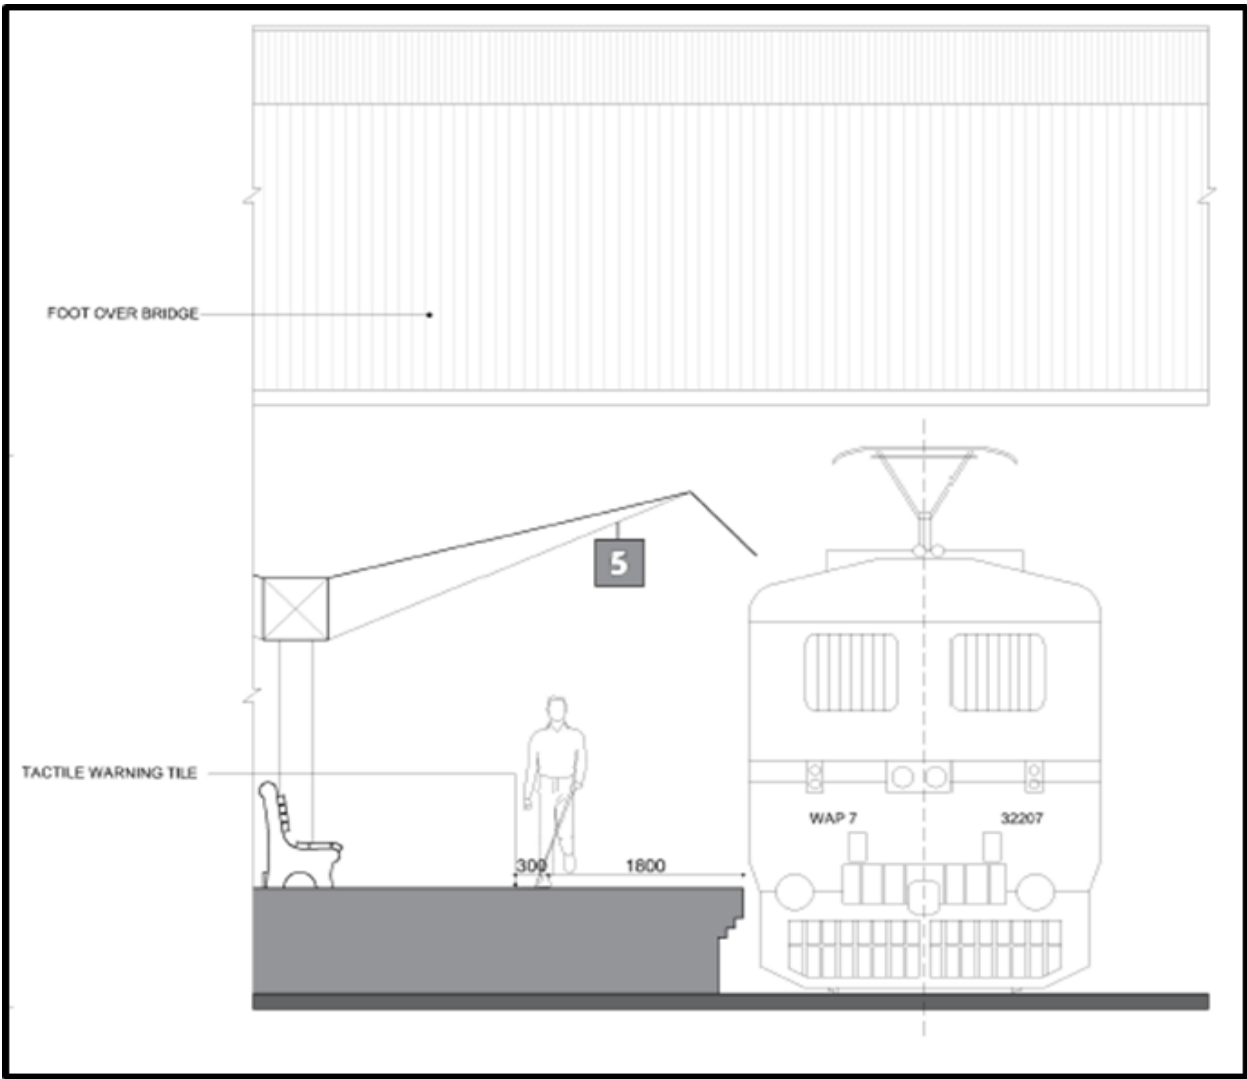 FOOT OVER BRIDGE
5
TACTILE WARNING TILE
WAP 7 32207
300 1800